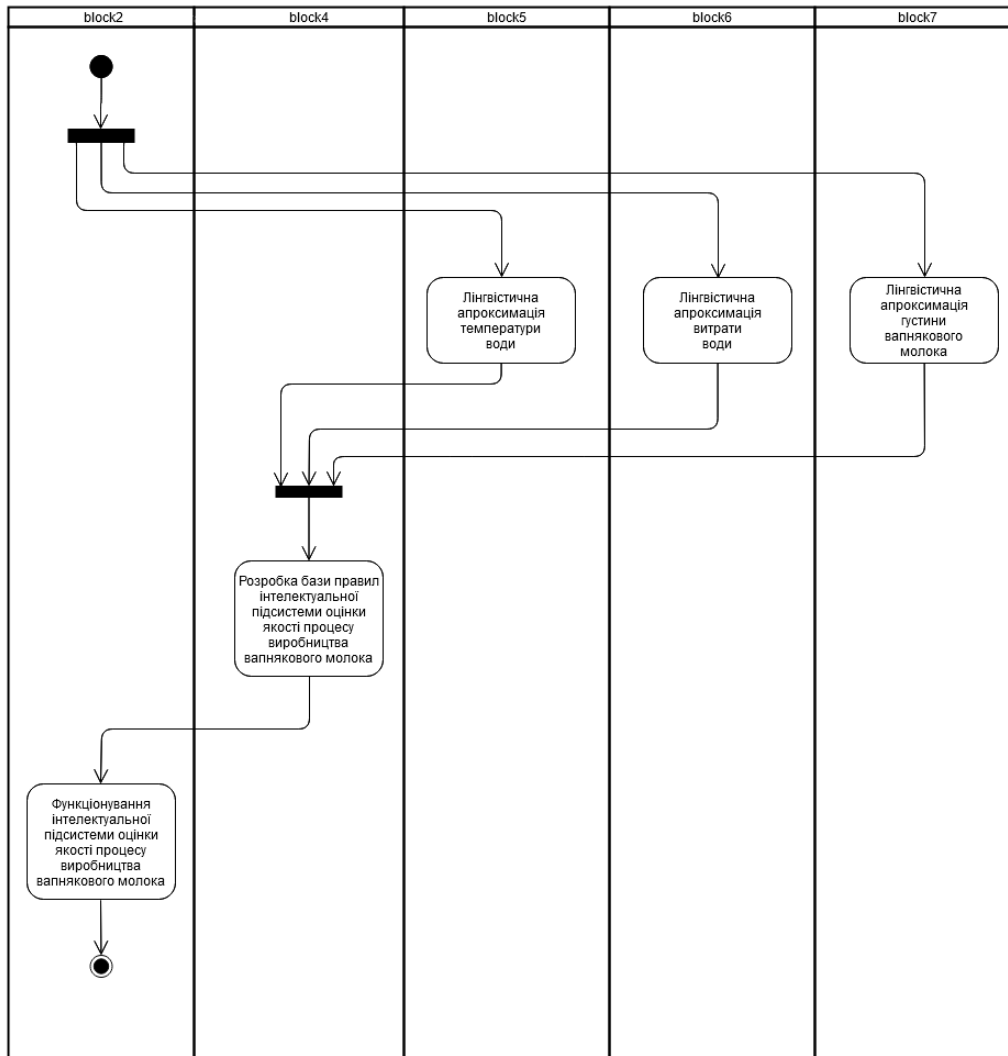 block2
block4
block5
block6
block7
Лінгвістична
апроксимація
температури
води
Лінгвістична
апроксимація
витрати
води
Лінгвістична
апроксимація
густини
вапнякового
молока
Розробка бази правил
інтелектуальної
підсистеми оцінки
якості процесу
виробництва
вапнякового молока
Функціонування
інтелектуальної
підсистеми оцінки
якості процесу
виробництва
вапнякового молока